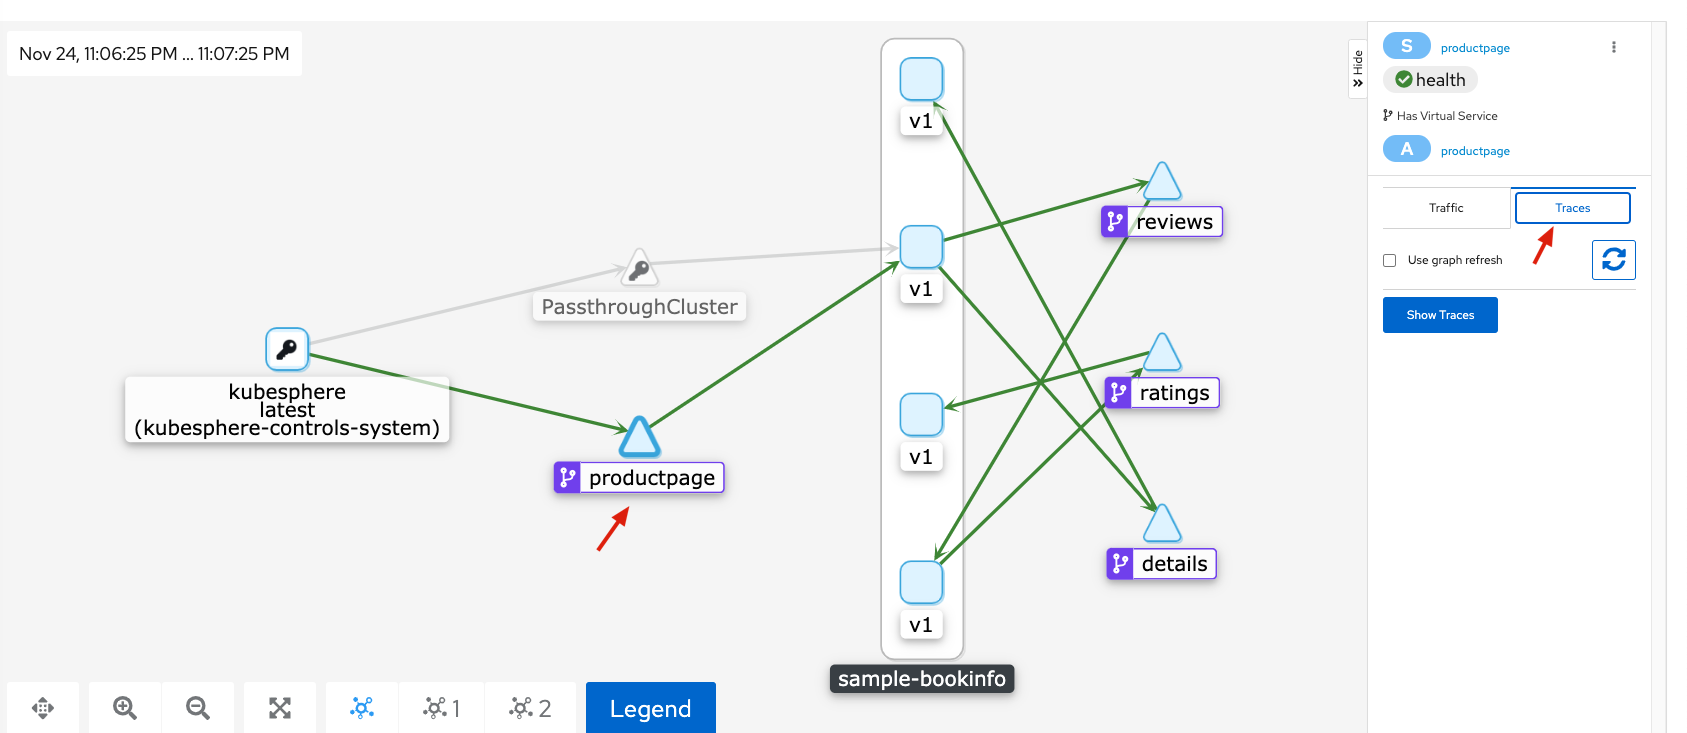 Nov 24, 11:06:25 PM ... 11:07:25 PM
v1
reviews
v1
PassthroughCluster
kubesphere
latest
(kubesphere-controls-system)
ratings
productpage
v1
details
v1
sample-bookinfo
1
2
Legend
Hide
S productpage
health
Has Virtual Service
A productpage
Traffic Traces
Use graph refresh
Show Traces